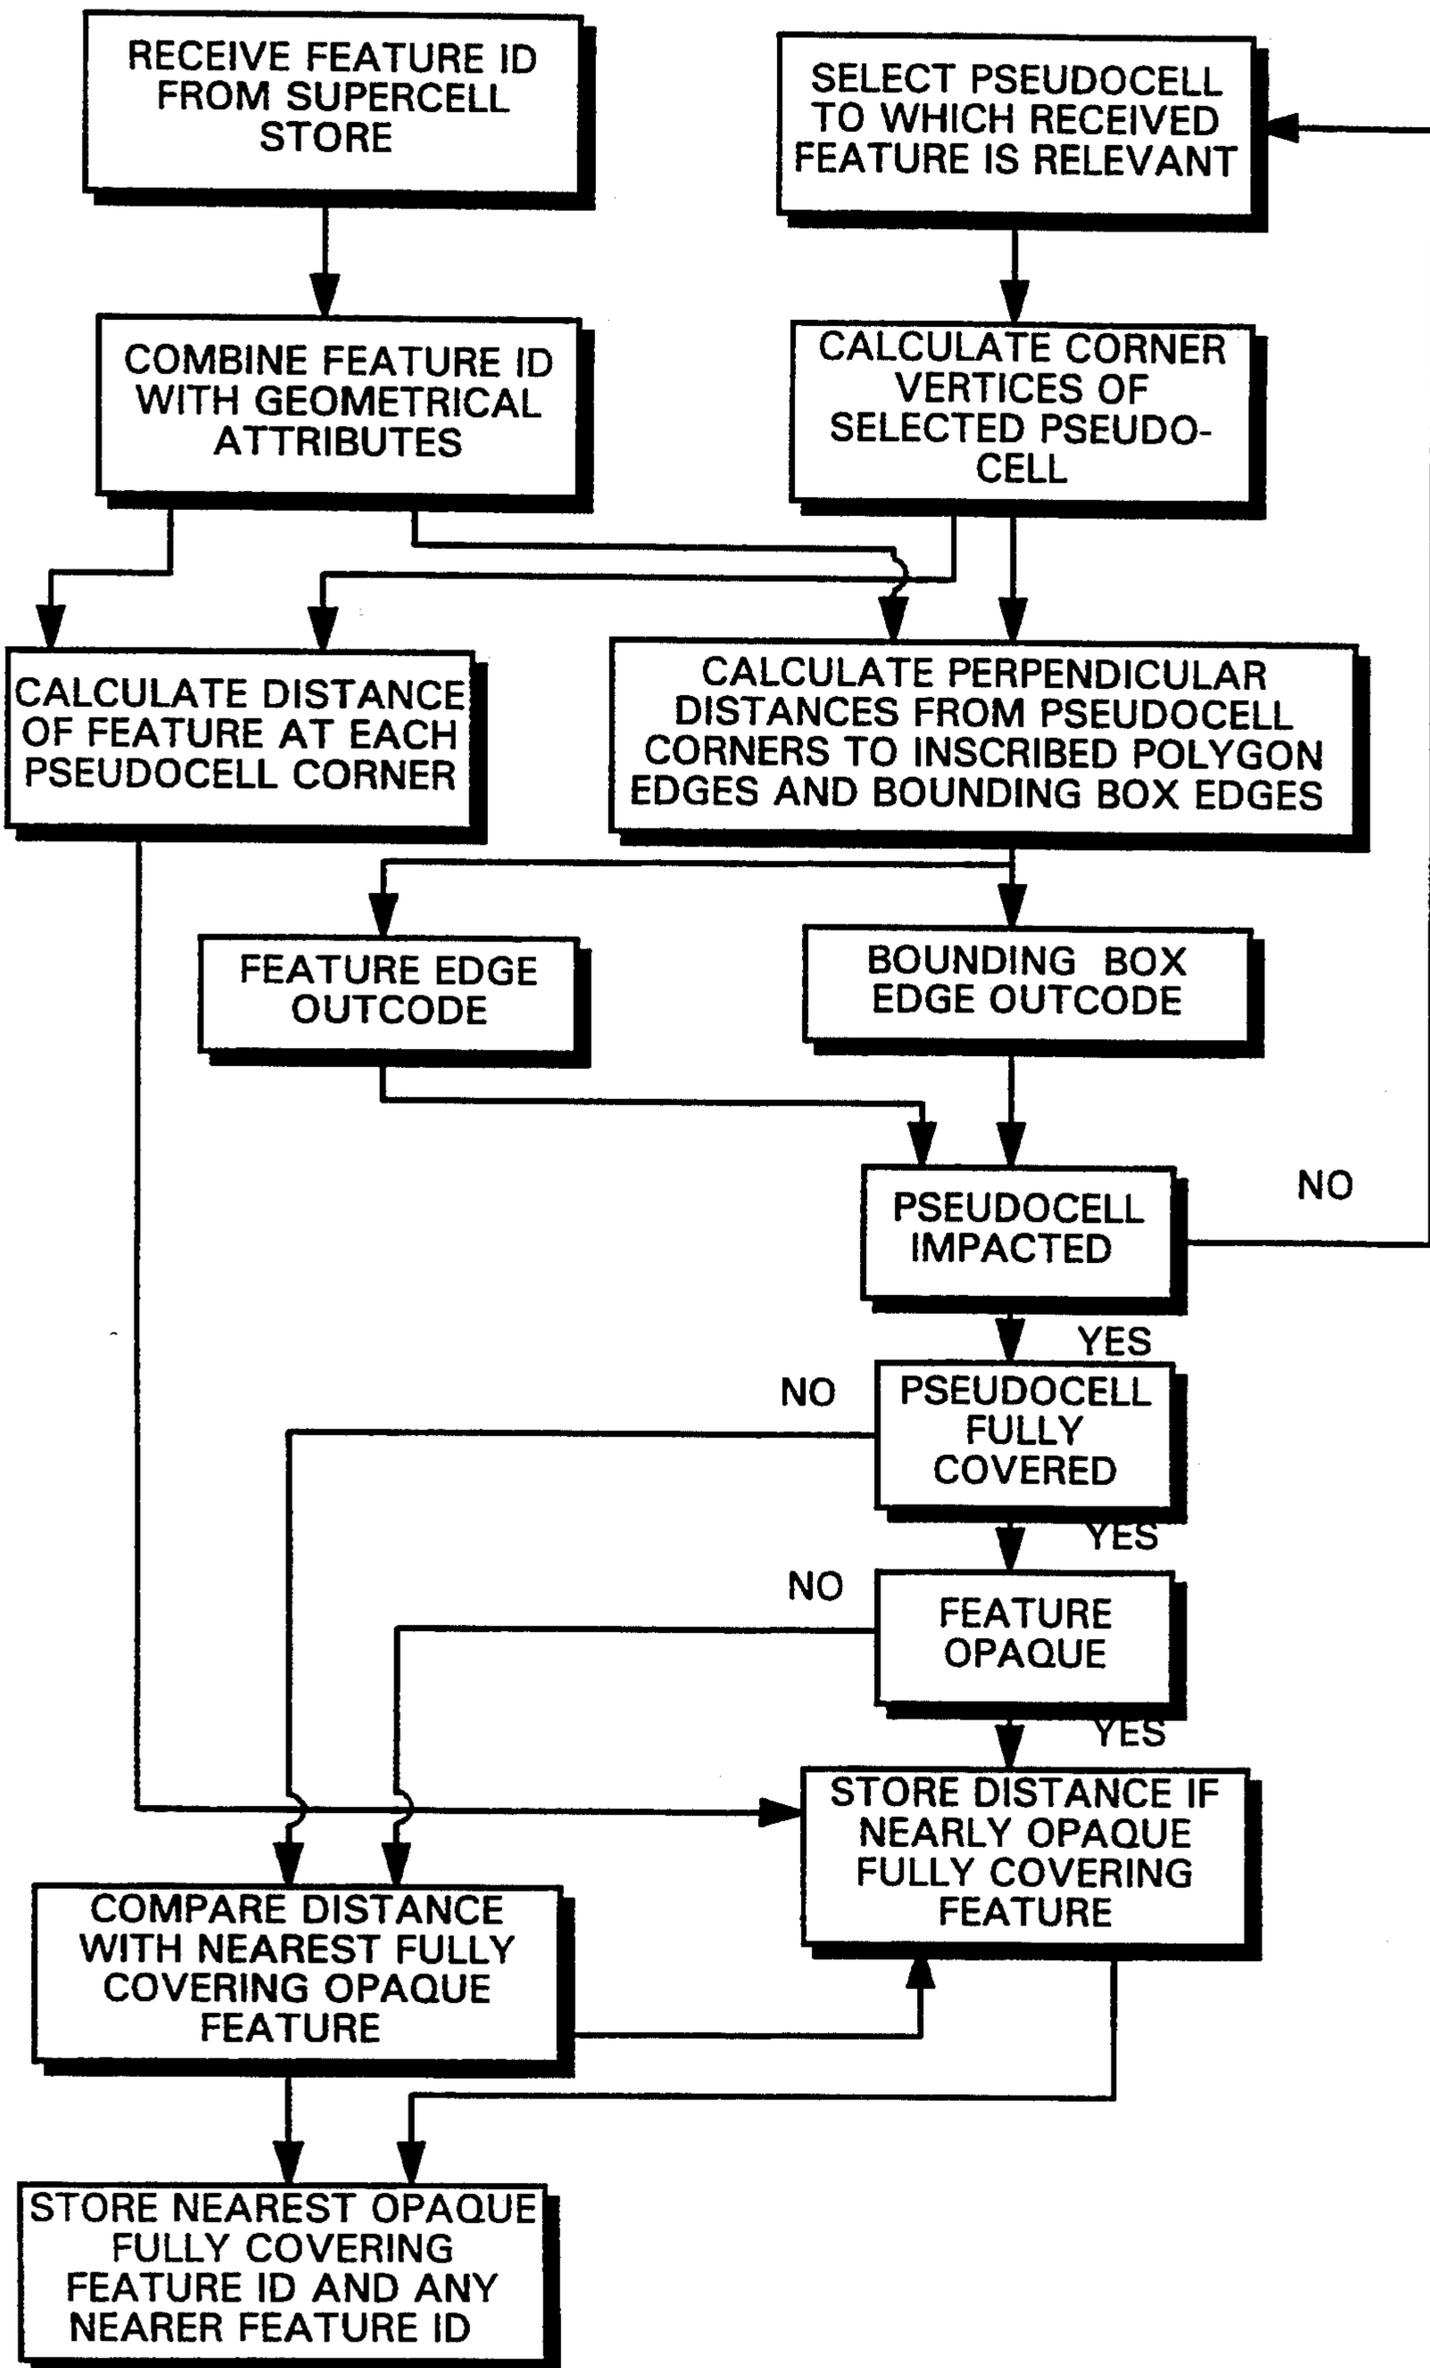 RECEIVE FEATURE ID
FROM SUPERCELL
STORE
SELECT PSEUDOCELL
TO WHICH RECEIVED
FEATURE IS RELEVANT
COMBINE FEATURE ID
WITH GEOMETRICAL
ATTRIBUTES
CALCULATE CORNER
VERTICES OF
SELECTED PSEUDO-
CELL
CALCULATE DISTANCE
OF FEATURE AT EACH
PSEUDOCELL CORNER
CALCULATE PERPENDICULAR
DISTANCES FROM PSEUDOCELL
CORNERS TO INSCRIBED POLYGON
EDGES AND BOUNDING BOX EDGES
FEATURE EDGE
OUTCODE
BOUNDING BOX
EDGE OUTCODE
PSEUDOCELL
IMPACTED
NO
YES
NO
PSEUDOCELL
FULLY
COVERED
YES
NO
FEATURE
OPAQUE
YES
STORE DISTANCE IF
NEARLY OPAQUE
FULLY COVERING
FEATURE
COMPARE DISTANCE
WITH NEAREST FULLY
COVERING OPAQUE
FEATURE
STORE NEAREST OPAQUE
FULLY COVERING
FEATURE ID AND ANY
NEARER FEATURE ID